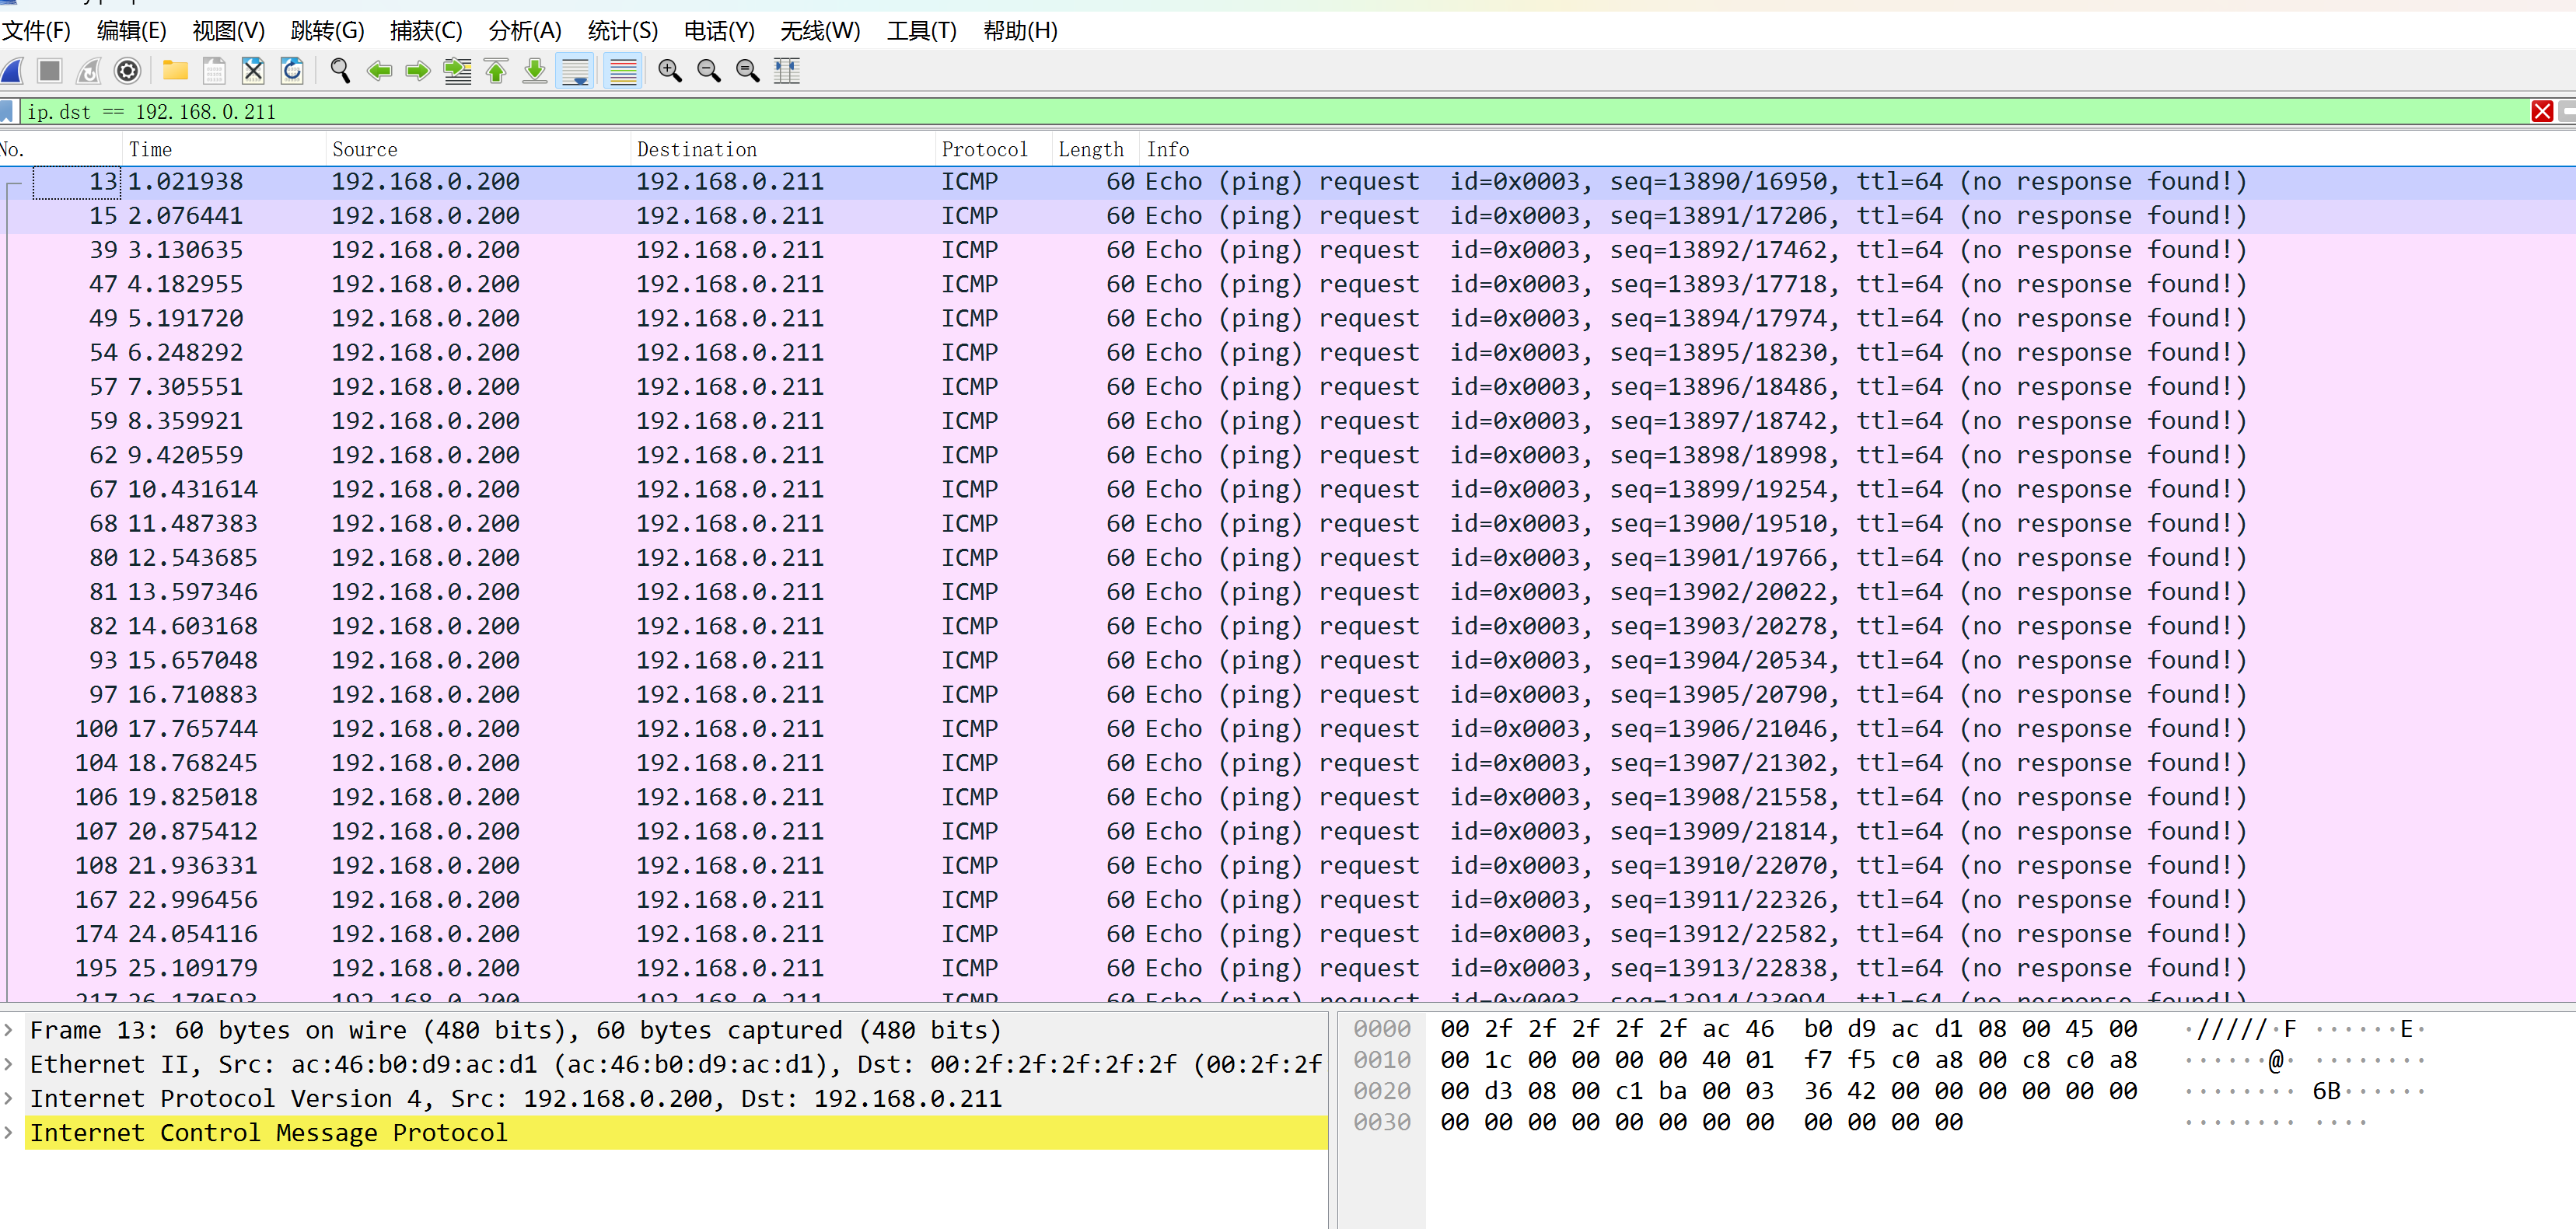 文件(F) 编辑(E) 视图(V) 跳转(G) 捕获(C) 分析(A) 统计(S) 电话(Y) 无线(W) 工具(T) 帮助(H)
ip.dst == 192.168.0.211
No. Time Source Destination Protocol Length Info
13 1.021938 192.168.0.200 192.168.0.211 ICMP 60 Echo (ping) request id=0x0003, seq=13890/16950, ttl=64 (no response found!)
15 2.076441 192.168.0.200 192.168.0.211 ICMP 60 Echo (ping) request id=0x0003, seq=13891/17206, ttl=64 (no response found!)
39 3.130635 192.168.0.200 192.168.0.211 ICMP 60 Echo (ping) request id=0x0003, seq=13892/17462, ttl=64 (no response found!)
47 4.182955 192.168.0.200 192.168.0.211 ICMP 60 Echo (ping) request id=0x0003, seq=13893/17718, ttl=64 (no response found!)
49 5.191720 192.168.0.200 192.168.0.211 ICMP 60 Echo (ping) request id=0x0003, seq=13894/17974, ttl=64 (no response found!)
54 6.248292 192.168.0.200 192.168.0.211 ICMP 60 Echo (ping) request id=0x0003, seq=13895/18230, ttl=64 (no response found!)
57 7.305551 192.168.0.200 192.168.0.211 ICMP 60 Echo (ping) request id=0x0003, seq=13896/18486, ttl=64 (no response found!)
59 8.359921 192.168.0.200 192.168.0.211 ICMP 60 Echo (ping) request id=0x0003, seq=13897/18742, ttl=64 (no response found!)
62 9.420559 192.168.0.200 192.168.0.211 ICMP 60 Echo (ping) request id=0x0003, seq=13898/18998, ttl=64 (no response found!)
67 10.431614 192.168.0.200 192.168.0.211 ICMP 60 Echo (ping) request id=0x0003, seq=13899/19254, ttl=64 (no response found!)
68 11.487383 192.168.0.200 192.168.0.211 ICMP 60 Echo (ping) request id=0x0003, seq=13900/19510, ttl=64 (no response found!)
80 12.543685 192.168.0.200 192.168.0.211 ICMP 60 Echo (ping) request id=0x0003, seq=13901/19766, ttl=64 (no response found!)
81 13.597346 192.168.0.200 192.168.0.211 ICMP 60 Echo (ping) request id=0x0003, seq=13902/20022, ttl=64 (no response found!)
82 14.603168 192.168.0.200 192.168.0.211 ICMP 60 Echo (ping) request id=0x0003, seq=13903/20278, ttl=64 (no response found!)
93 15.657048 192.168.0.200 192.168.0.211 ICMP 60 Echo (ping) request id=0x0003, seq=13904/20534, ttl=64 (no response found!)
97 16.710883 192.168.0.200 192.168.0.211 ICMP 60 Echo (ping) request id=0x0003, seq=13905/20790, ttl=64 (no response found!)
100 17.765744 192.168.0.200 192.168.0.211 ICMP 60 Echo (ping) request id=0x0003, seq=13906/21046, ttl=64 (no response found!)
104 18.768245 192.168.0.200 192.168.0.211 ICMP 60 Echo (ping) request id=0x0003, seq=13907/21302, ttl=64 (no response found!)
106 19.825018 192.168.0.200 192.168.0.211 ICMP 60 Echo (ping) request id=0x0003, seq=13908/21558, ttl=64 (no response found!)
107 20.875412 192.168.0.200 192.168.0.211 ICMP 60 Echo (ping) request id=0x0003, seq=13909/21814, ttl=64 (no response found!)
108 21.936331 192.168.0.200 192.168.0.211 ICMP 60 Echo (ping) request id=0x0003, seq=13910/22070, ttl=64 (no response found!)
167 22.996456 192.168.0.200 192.168.0.211 ICMP 60 Echo (ping) request id=0x0003, seq=13911/22326, ttl=64 (no response found!)
174 24.054116 192.168.0.200 192.168.0.211 ICMP 60 Echo (ping) request id=0x0003, seq=13912/22582, ttl=64 (no response found!)
195 25.109179 192.168.0.200 192.168.0.211 ICMP 60 Echo (ping) request id=0x0003, seq=13913/22838, ttl=64 (no response found!)
217 26.170593 192.168.0.200 192.168.0.211 ICMP 60 Echo (ping) request id=0x0003, seq=13914/23094, ttl=64 (no response found!)
Frame 13: 60 bytes on wire (480 bits), 60 bytes captured (480 bits)
Ethernet II, Src: ac:46:b0:d9:ac:d1 (ac:46:b0:d9:ac:d1), Dst: 00:2f:2f:2f:2f:2f (00:2f:2f
Internet Protocol Version 4, Src: 192.168.0.200, Dst: 192.168.0.211
Internet Control Message Protocol
0000 00 2f 2f 2f 2f 2f ac 46 b0 d9 ac d1 08 00 45 00 ·/////·F ······E·
0010 00 1c 00 00 00 00 40 01 f7 f5 c0 a8 00 c8 c0 a8 ······@· ········
0020 00 d3 08 00 c1 ba 00 03 36 42 00 00 00 00 00 00 ········ 6B······
0030 00 00 00 00 00 00 00 00 00 00 00 00 ········ ····